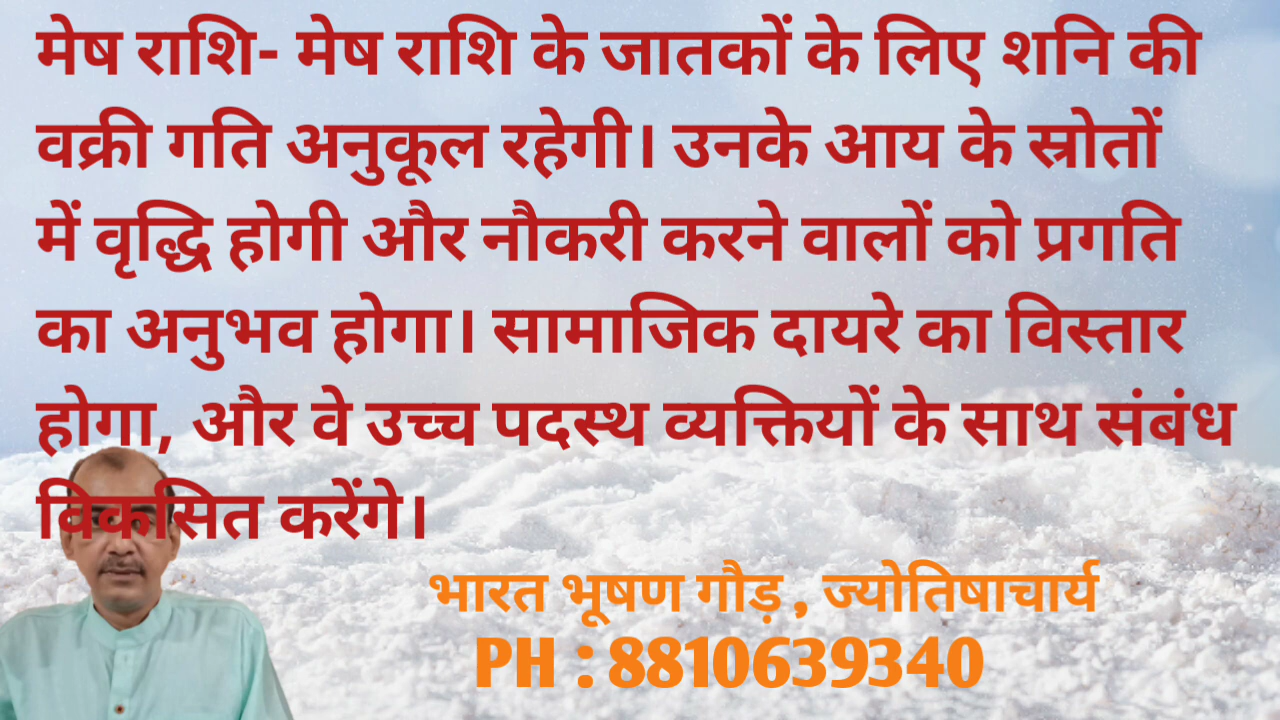 मेष राशि- मेष राशि के जातकों के लिए शनि की
वक्री गति अनुकूल रहेगी। उनके आय के स्रोतों
में वृद्धि होगी और नौकरी करने वालों को प्रगति
का अनुभव होगा। सामाजिक दायरे का विस्तार
होगा, और वे उच्च पदस्थ व्यक्तियों के साथ संबंध
विकसित करेंगे।
भारत भूषण गौड़ , ज्योतिषाचार्य
PH : 8810639340